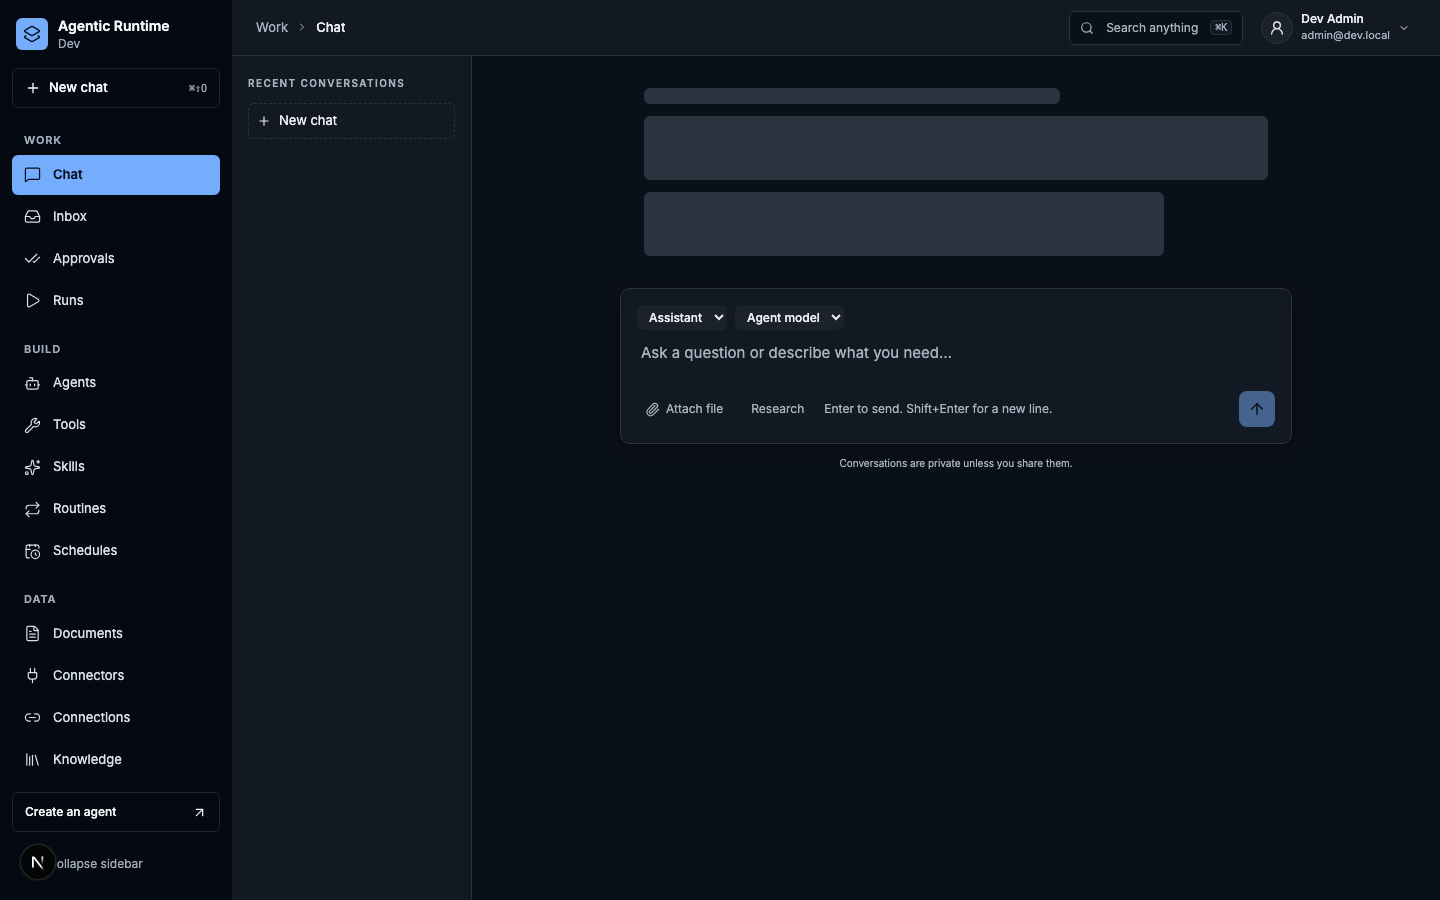 Agentic Runtime
Dev
New chat ⌘⇧O
WORK
Chat
Inbox
Approvals
Runs
BUILD
Agents
Tools
Skills
Routines
Schedules
DATA
Documents
Connectors
Connections
Knowledge
Create an agent
N ollapse sidebar
Work > Chat
Search anything ⌘K
Dev Admin
admin@dev.local
RECENT CONVERSATIONS
New chat
Assistant Agent model
Ask a question or describe what you need...
Attach file Research Enter to send. Shift+Enter for a new line.
Conversations are private unless you share them.